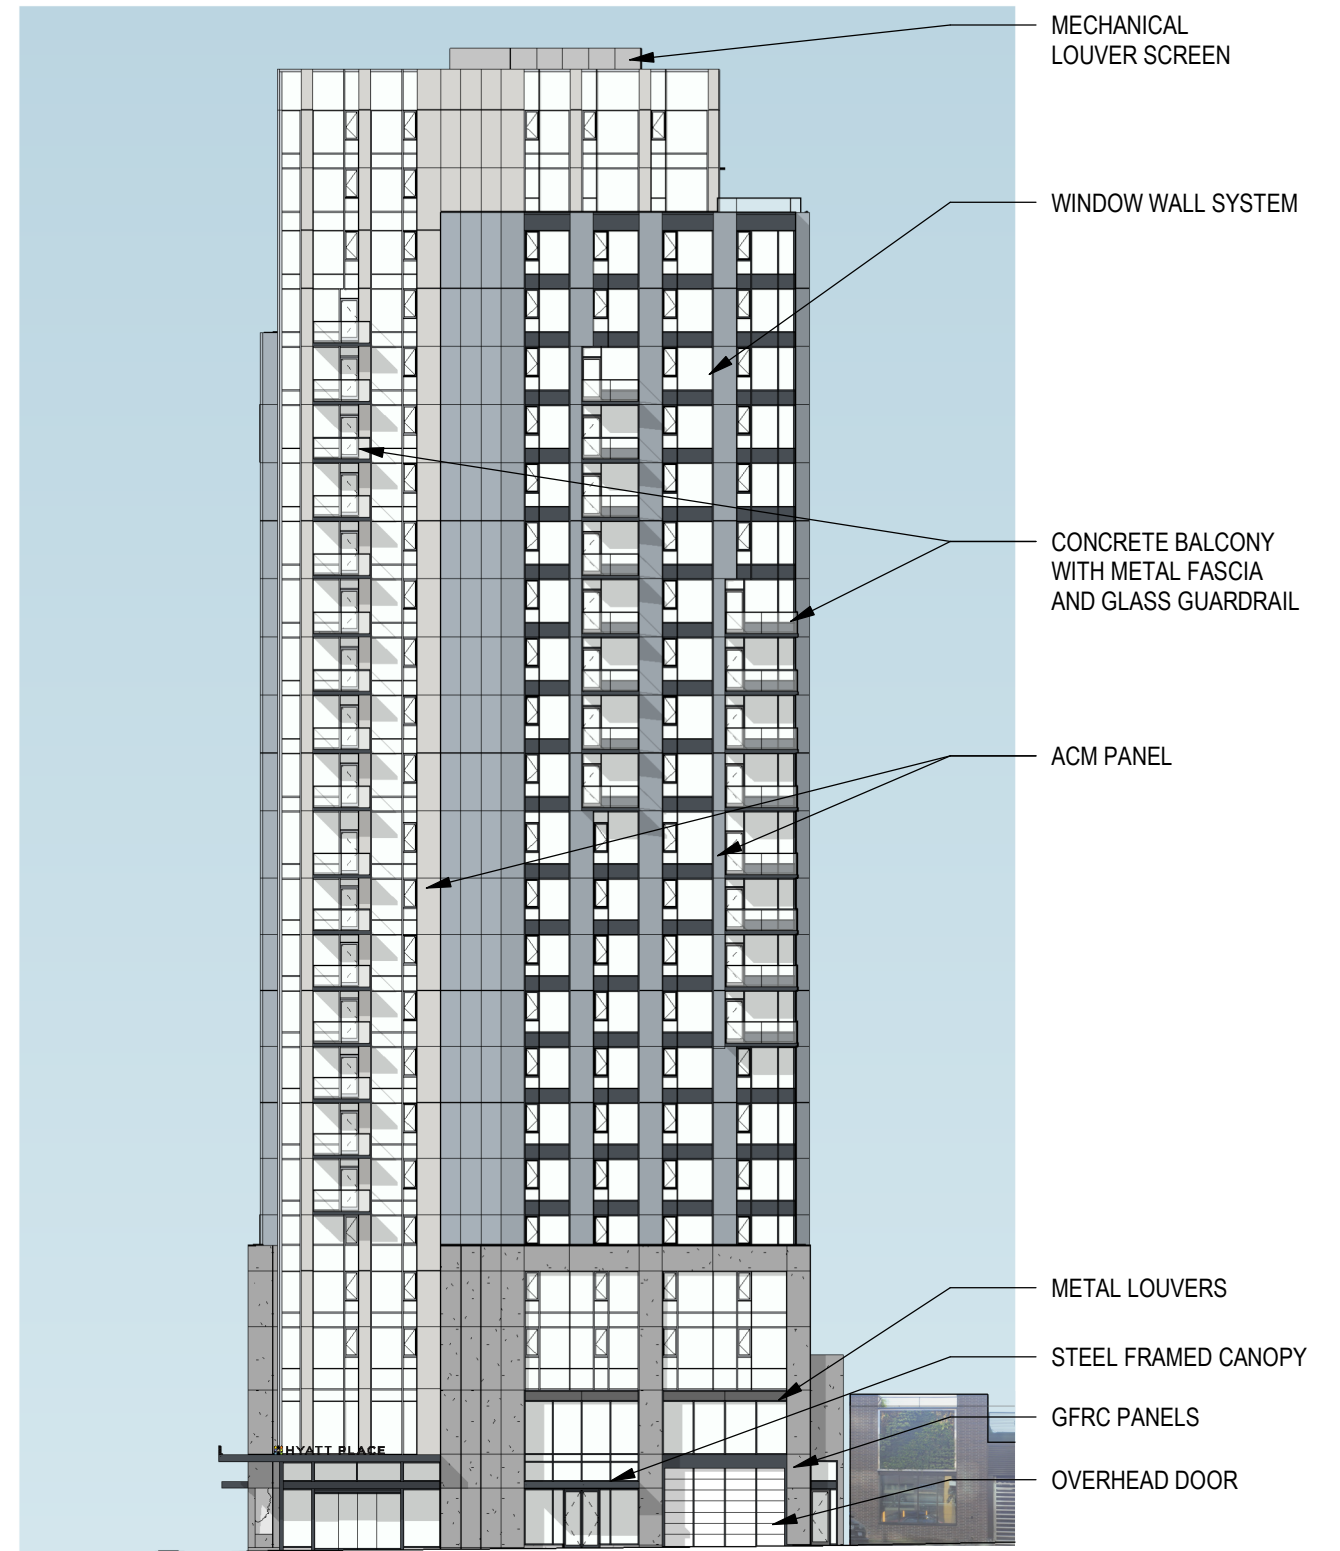 MECHANICAL
LOUVER SCREEN
WINDOW WALL SYSTEM
CONCRETE BALCONY
WITH METAL FASCIA
AND GLASS GUARDRAIL
ACM PANEL
METAL LOUVERS
STEEL FRAMED CANOPY
GFRC PANELS
HYATT PLACE
OVERHEAD DOOR